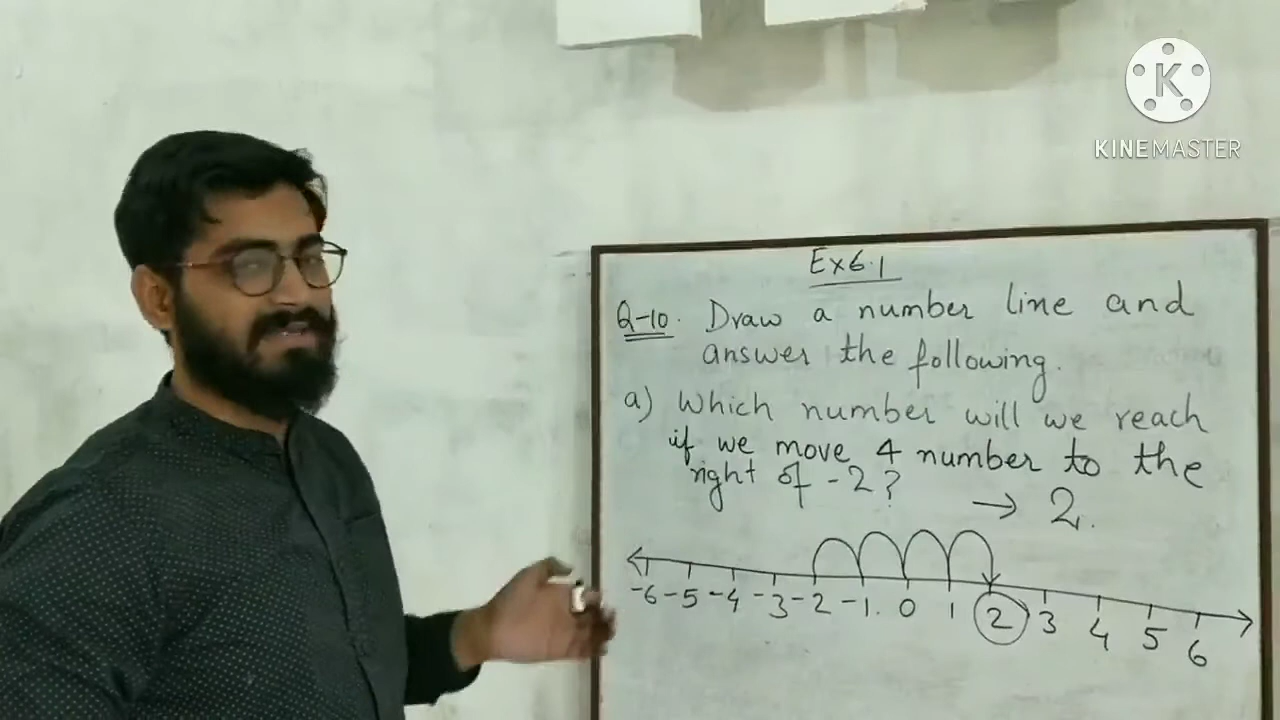 K
KINEMASTER
Ex6.1
Q-10. Draw a number line and
answer the following.
a) Which number will we reach
if we move 4 number to the
right of -2?
→ 2.
-6 -5 -4 -3 -2 -1. 0 1 2 3 4 5 6